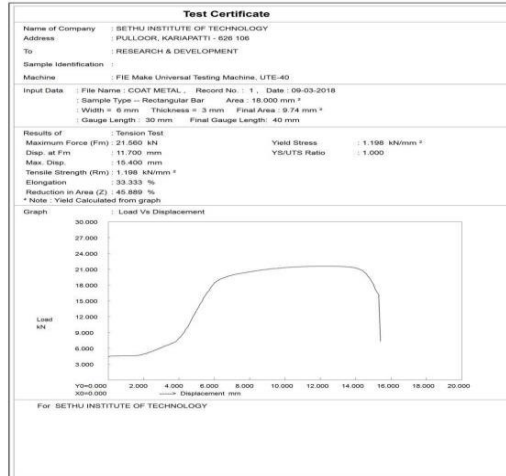 Test Certificate
Name of Company : SETHU INSTITUTE OF TECHNOLOGY
Address : PULLOOR, KARIAPATTI - 626 106
To : RESEARCH & DEVELOPMENT
Sample Identification :
Machine : FIE Make Universal Testing Machine, UTE-40
Input Data : File Name : COAT METAL , Record No. : 1 , Date : 09-03-2018
: Sample Type -- Rectangular Bar Area : 18.000 mm ²
: Width = 6 mm Thickness = 3 mm Final Area : 9.74 mm ²
: Gauge Length : 30 mm Final Gauge Length: 40 mm
Results of : Tension Test
Maximum Force (Fm) : 21.560 kN Yield Stress : 1.198 kN/mm ²
Disp. at Fm : 11.700 mm YS/UTS Ratio : 1.000
Max. Disp. : 15.400 mm
Tensile Strength (Rm) : 1.198 kN/mm ²
Elongation : 33.333 %
Reduction in Area (Z) : 45.889 %
* Note : Yield Calculated from graph
Graph : Load Vs Displacement
30.000
27.000
24.000
21.000
18.000
15.000
12.000
Load
kN
9.000
6.000
3.000
Y0=0.000 2.000 4.000 6.000 8.000 10.000 12.000 14.000 16.000 18.000 20.000
X0=0.000 Displacement mm
For SETHU INSTITUTE OF TECHNOLOGY